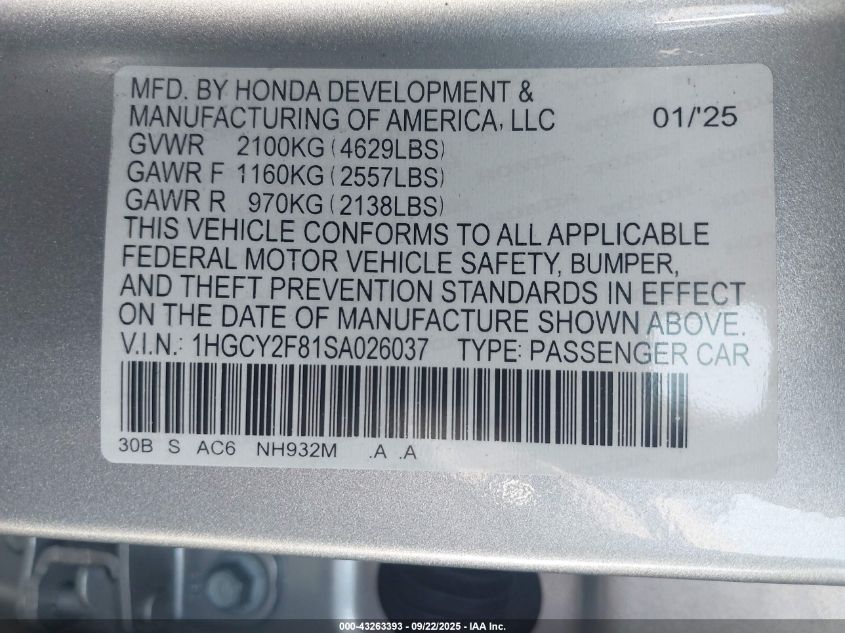 MFD. BY HONDA DEVELOPMENT &
MANUFACTURING OF AMERICA, LLC 01/'25
GVWR 2100KG (4629LBS)
GAWR F 1160KG (2557LBS)
GAWR R 970KG (2138LBS)
THIS VEHICLE CONFORMS TO ALL APPLICABLE
FEDERAL MOTOR VEHICLE SAFETY, BUMPER,
AND THEFT PREVENTION STANDARDS IN EFFECT
ON THE DATE OF MANUFACTURE SHOWN ABOVE.
V.I.N.: 1HGCY2F81SA026037 TYPE: PASSENGER CAR
30B S AC6 NH932M .A .A
000-43263393 - 09/22/2025 - IAA Inc.